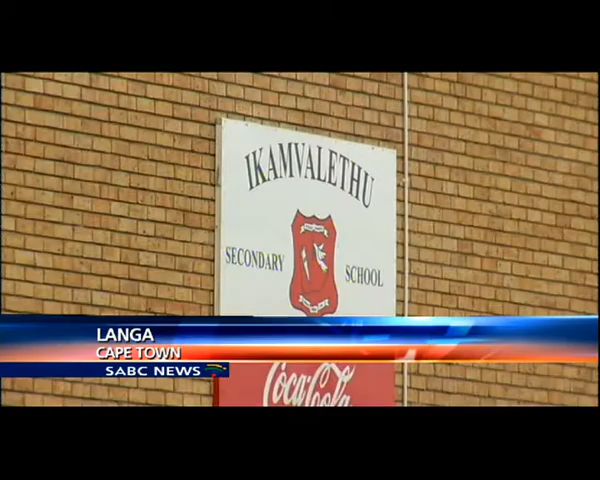 IKAMVALETHU
SECONDARY SCHOOL
LANGA
CAPE TOWN
SABC NEWS
Coca Cola